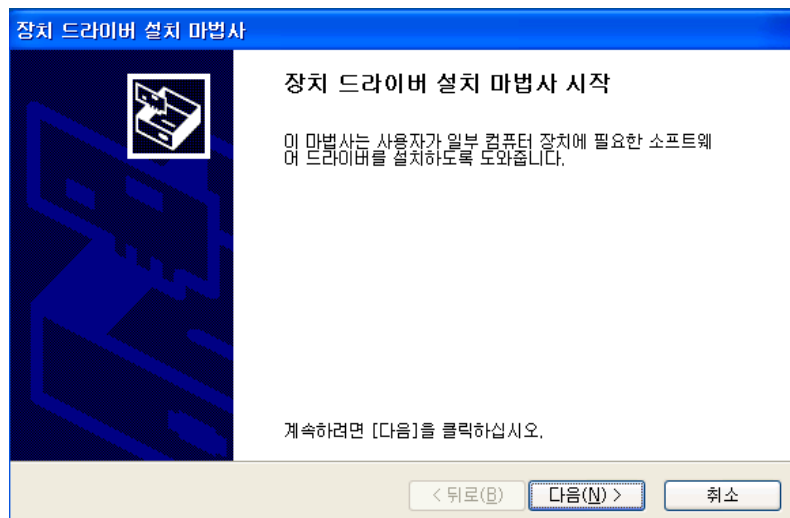 장치 드라이버 설치 마법사
장치 드라이버 설치 마법사 시작
이 마법사는 사용자가 일부 컴퓨터 장치에 필요한 소프트웨
어 드라이버를 설치하도록 도와줍니다.
계속하려면 [다음]을 클릭하십시오.
< 뒤로(B) 다음(N) > 취소